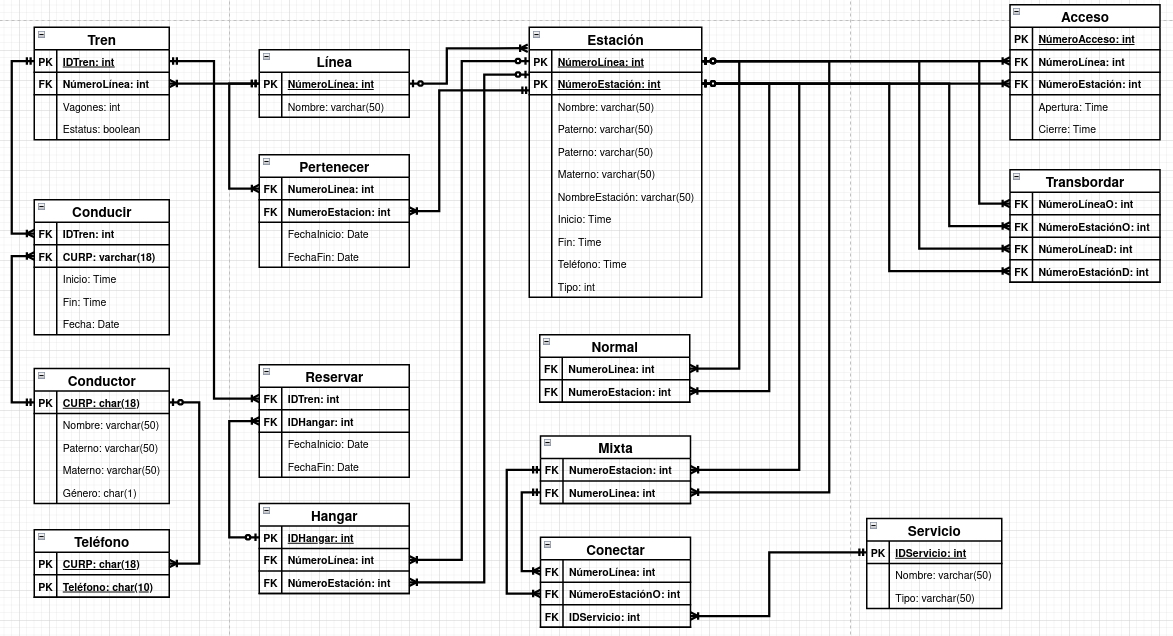 Tren
PK IDTren: int
FK NúmeroLínea: int
Vagones: int
Estatus: boolean
Conducir
FK IDTren: int
FK CURP: varchar(18)
Inicio: Time
Fin: Time
Fecha: Date
Conductor
PK CURP: char(18)
Nombre: varchar(50)
Paterno: varchar(50)
Materno: varchar(50)
Género: char(1)
Teléfono
PK CURP: char(18)
PK Teléfono: char(10)
Línea
PK NúmeroLínea: int
Nombre: varchar(50)
Pertenecer
FK NumeroLinea: int
FK NumeroEstacion: int
FechaInicio: Date
FechaFin: Date
Reservar
FK IDTren: int
FK IDHangar: int
FechaInicio: Date
FechaFin: Date
Hangar
PK IDHangar: int
FK NúmeroLínea: int
FK NúmeroEstación: int
Estación
PK NúmeroLínea: int
PK NúmeroEstación: int
Nombre: varchar(50)
Paterno: varchar(50)
Paterno: varchar(50)
Materno: varchar(50)
NombreEstación: varchar(50)
Inicio: Time
Fin: Time
Teléfono: Time
Tipo: int
Normal
FK NumeroLinea: int
FK NumeroEstacion: int
Mixta
FK NumeroEstacion: int
FK NumeroLinea: int
Conectar
FK NúmeroLínea: int
FK NúmeroEstaciónO: int
FK IDServicio: int
Acceso
PK NúmeroAcceso: int
FK NúmeroLínea: int
FK NúmeroEstación: int
Apertura: Time
Cierre: Time
Transbordar
FK NúmeroLíneaO: int
FK NúmeroEstaciónO: int
FK NúmeroLíneaD: int
FK NúmeroEstaciónD: int
Servicio
PK IDServicio: int
Nombre: varchar(50)
Tipo: varchar(50)